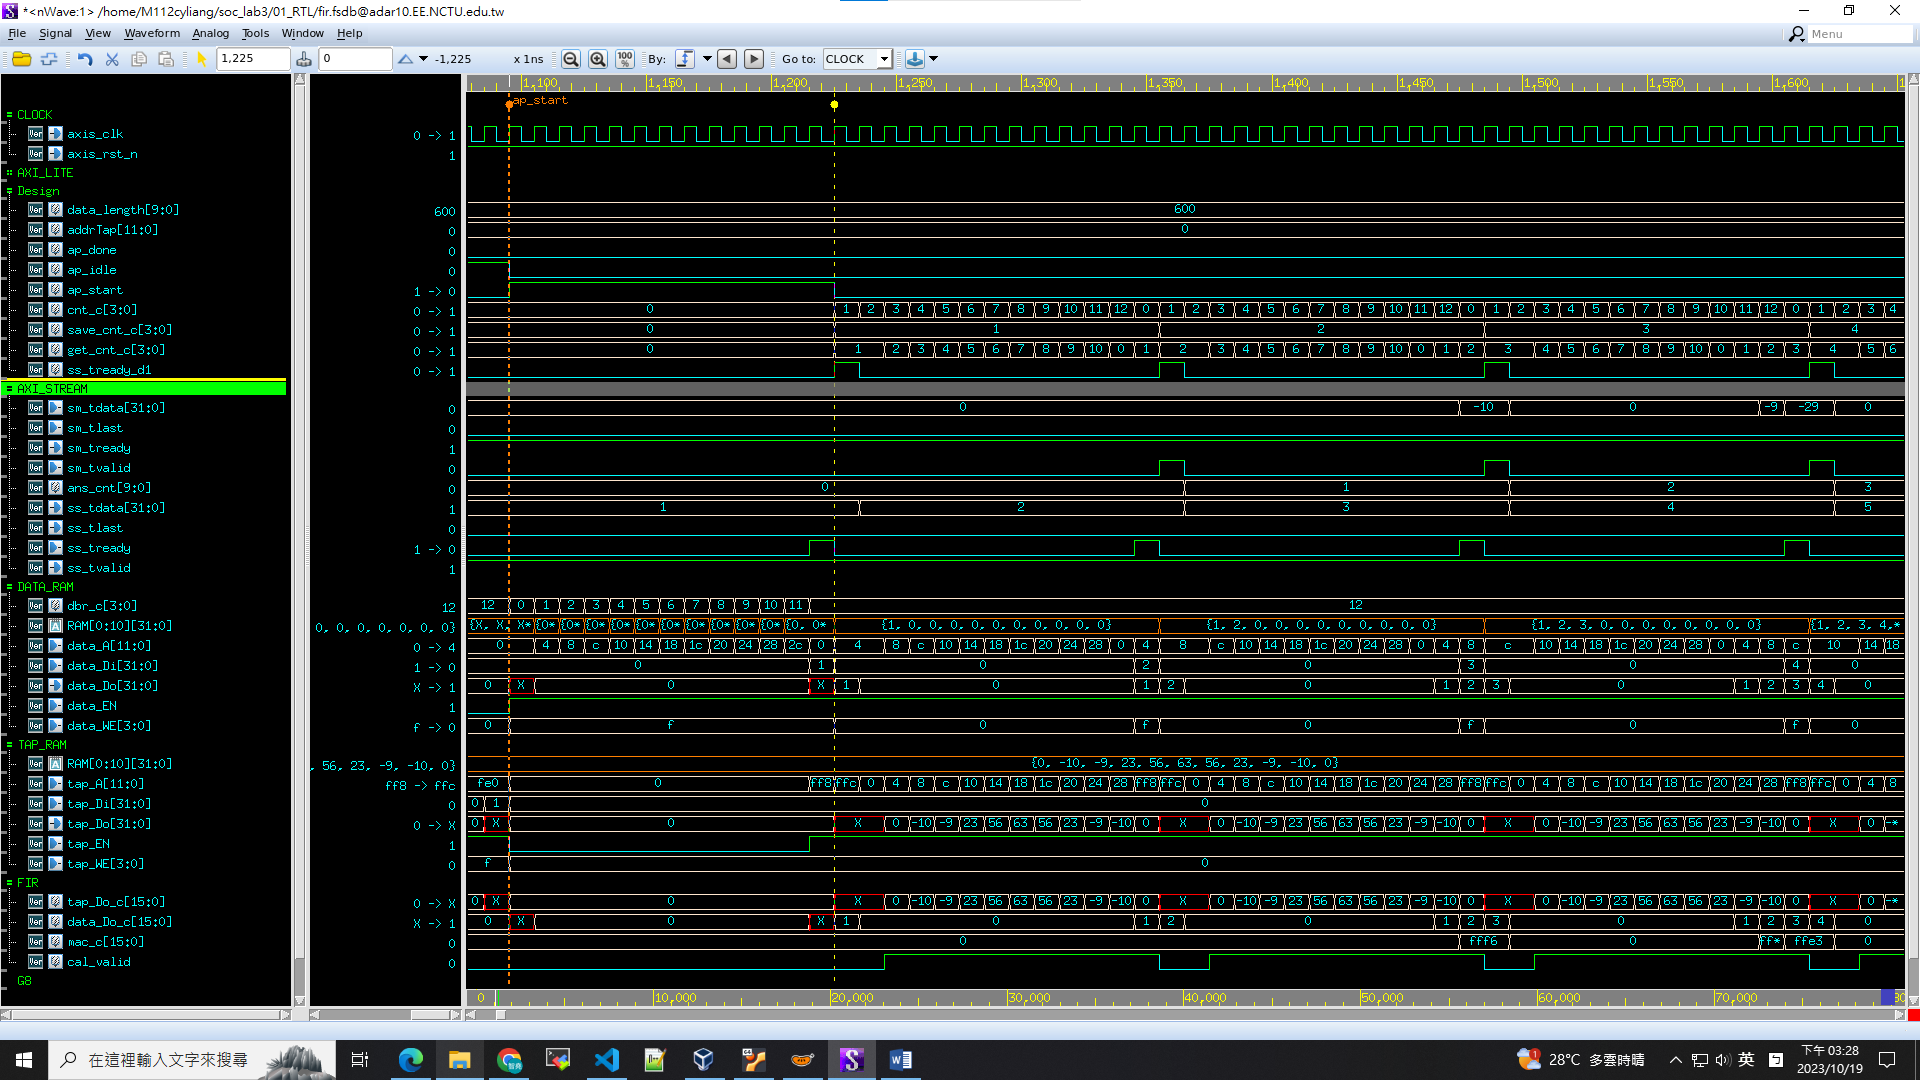 *<nWave:1> /home/M112cyliang/soc_lab3/01_RTL/fir.fsdb@adar10.EE.NCTU.edu.tw
File Signal View Waveform Analog Tools Window Help
Menu
1,225 0 -1,225 x 1ns 100% By: Go to: CLOCK
1,100 1,150 1,200 1,250 1,300 1,350 1,400 1,450 1,500 1,550 1,600
ap_start
CLOCK
axis_clk 0 -> 1
axis_rst_n 1
AXI_LITE
Design
data_length[9:0] 600 600
addrTap[11:0] 0 0
ap_done 0
ap_idle 0
ap_start 1 -> 0
cnt_c[3:0] 0 -> 1 0 1 2 3 4 5 6 7 8 9 10 11 12 0 1 2 3 4 5 6 7 8 9 10 11 12 0 1 2 3 4 5 6 7 8 9 10 11 12 0 1 2 3 4
save_cnt_c[3:0] 0 -> 1 0 1 2 3 4
get_cnt_c[3:0] 0 -> 1 0 1 2 3 4 5 6 7 8 9 10 0 1 2 3 4 5 6 7 8 9 10 0 1 2 3 4 5 6 7 8 9 10 0 1 2 3 4 5 6
ss_tready_d1 0 -> 1
AXI_STREAM
sm_tdata[31:0] 0 0 -10 0 -9 -29 0
sm_tlast 0
sm_tready 1
sm_tvalid 0
ans_cnt[9:0] 0 0 1 2 3
ss_tdata[31:0] 1 1 2 3 4 5
ss_tlast 0
ss_tready 1 -> 0
ss_tvalid 1
DATA_RAM
dbr_c[3:0] 12 12 0 1 2 3 4 5 6 7 8 9 10 11 12
RAM[0:10][31:0] 0, 0, 0, 0, 0, 0, 0} {X, X, X* {0* {0* {0* {0* {0* {0* {0* {0* {0* {0* {0, 0* {1, 0, 0, 0, 0, 0, 0, 0, 0, 0, 0} {1, 2, 0, 0, 0, 0, 0, 0, 0, 0, 0} {1, 2, 3, 0, 0, 0, 0, 0, 0, 0, 0} {1, 2, 3, 4,*
data_A[11:0] 0 -> 4 0 4 8 c 10 14 18 1c 20 24 28 2c 0 4 8 c 10 14 18 1c 20 24 28 0 4 8 c 10 14 18 1c 20 24 28 0 4 8 c 10 14 18 1c 20 24 28 0 4 8 c 10 14 18
data_Di[31:0] 1 -> 0 0 1 0 2 0 3 0 4 0
data_Do[31:0] X -> 1 0 X 0 X 1 0 1 2 0 1 2 3 0 1 2 3 4 0
data_EN 1
data_WE[3:0] f -> 0 0 f 0 f 0 f 0 f 0
TAP_RAM
RAM[0:10][31:0] , 56, 23, -9, -10, 0} {0, -10, -9, 23, 56, 63, 56, 23, -9, -10, 0}
tap_A[11:0] ff8 -> ffc fe0 0 ff8 ffc 0 4 8 c 10 14 18 1c 20 24 28 ff8 ffc 0 4 8 c 10 14 18 1c 20 24 28 ff8 ffc 0 4 8 c 10 14 18 1c 20 24 28 ff8 ffc 0 4 8
tap_Di[31:0] 0 0 1 0
tap_Do[31:0] 0 -> X 0 X 0 X 0 -10 -9 23 56 63 56 23 -9 -10 0 X 0 -10 -9 23 56 63 56 23 -9 -10 0 X 0 -10 -9 23 56 63 56 23 -9 -10 0 X 0 -*
tap_EN 1
tap_WE[3:0] 0 f 0
FIR
tap_Do_c[15:0] 0 -> X 0 X 0 X 0 -10 -9 23 56 63 56 23 -9 -10 0 X 0 -10 -9 23 56 63 56 23 -9 -10 0 X 0 -10 -9 23 56 63 56 23 -9 -10 0 X 0 -*
data_Do_c[15:0] X -> 1 0 X 0 X 1 0 1 2 0 1 2 3 0 1 2 3 4 0
mac_c[15:0] 0 0 fff6 0 ff* ffe3 0
cal_valid 0
G8
0 10,000 20,000 30,000 40,000 50,000 60,000 70,000 80
在這裡輸入文字來搜尋
28°C 多雲時晴 英 下午 03:28
2023/10/19